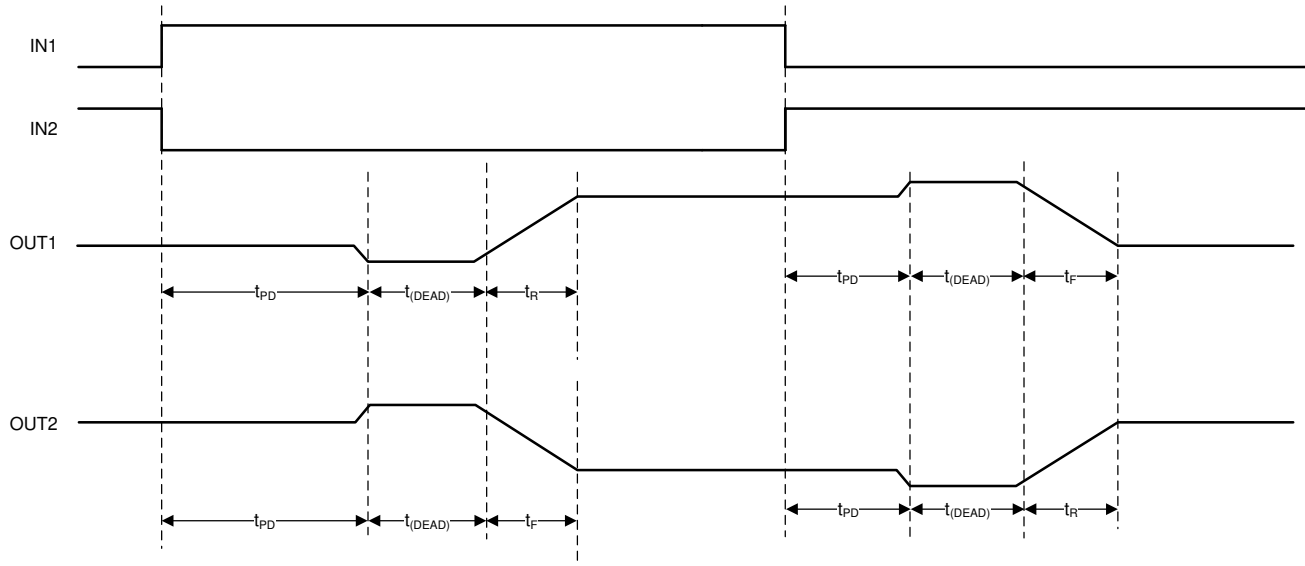 IN1
IN2
OUT1
tPD t(DEAD) tR tPD t(DEAD) tF
OUT2
tPD t(DEAD) tF tPD t(DEAD) tR